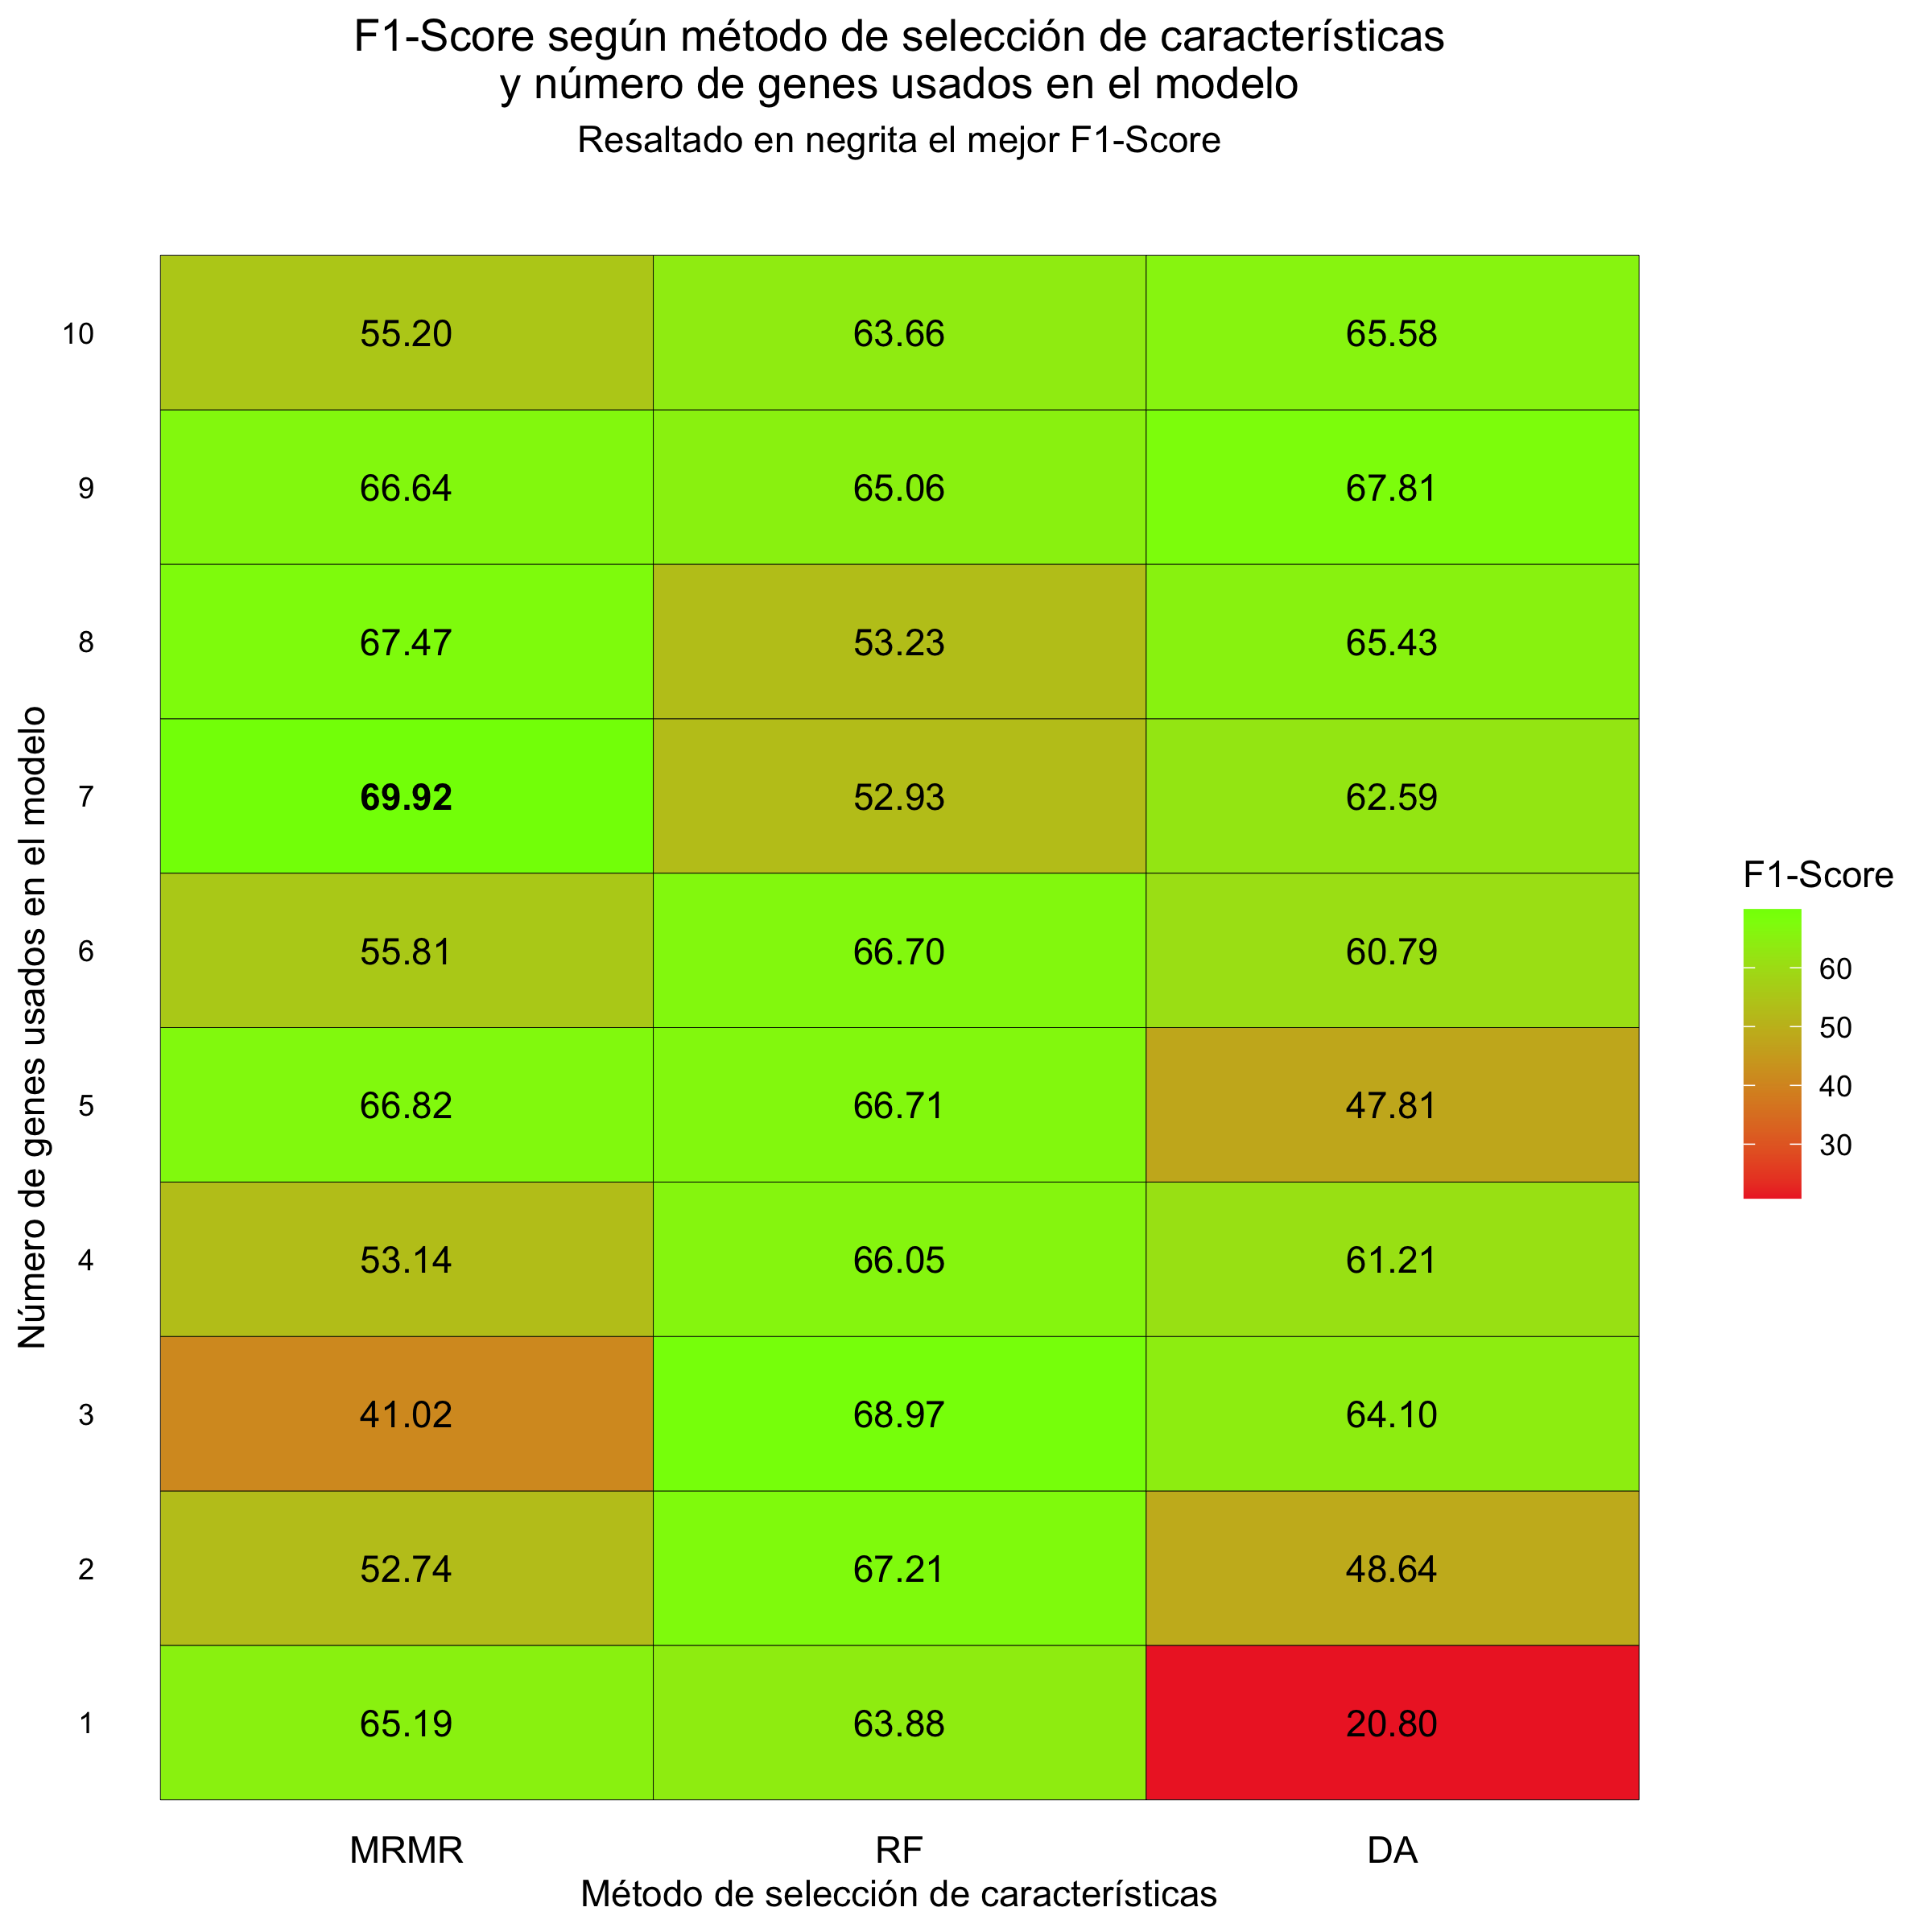 F1-Score según método de selección de características
y número de genes usados en el modelo
Resaltado en negrita el mejor F1-Score
10 55.20 63.66 65.58
9 66.64 65.06 67.81
8 67.47 53.23 65.43
7 69.92 52.93 62.59
6 55.81 66.70 60.79
5 66.82 66.71 47.81
4 53.14 66.05 61.21
3 41.02 68.97 64.10
2 52.74 67.21 48.64
1 65.19 63.88 20.80
MRMR RF DA
Método de selección de características
Número de genes usados en el modelo
F1-Score
60
50
40
30